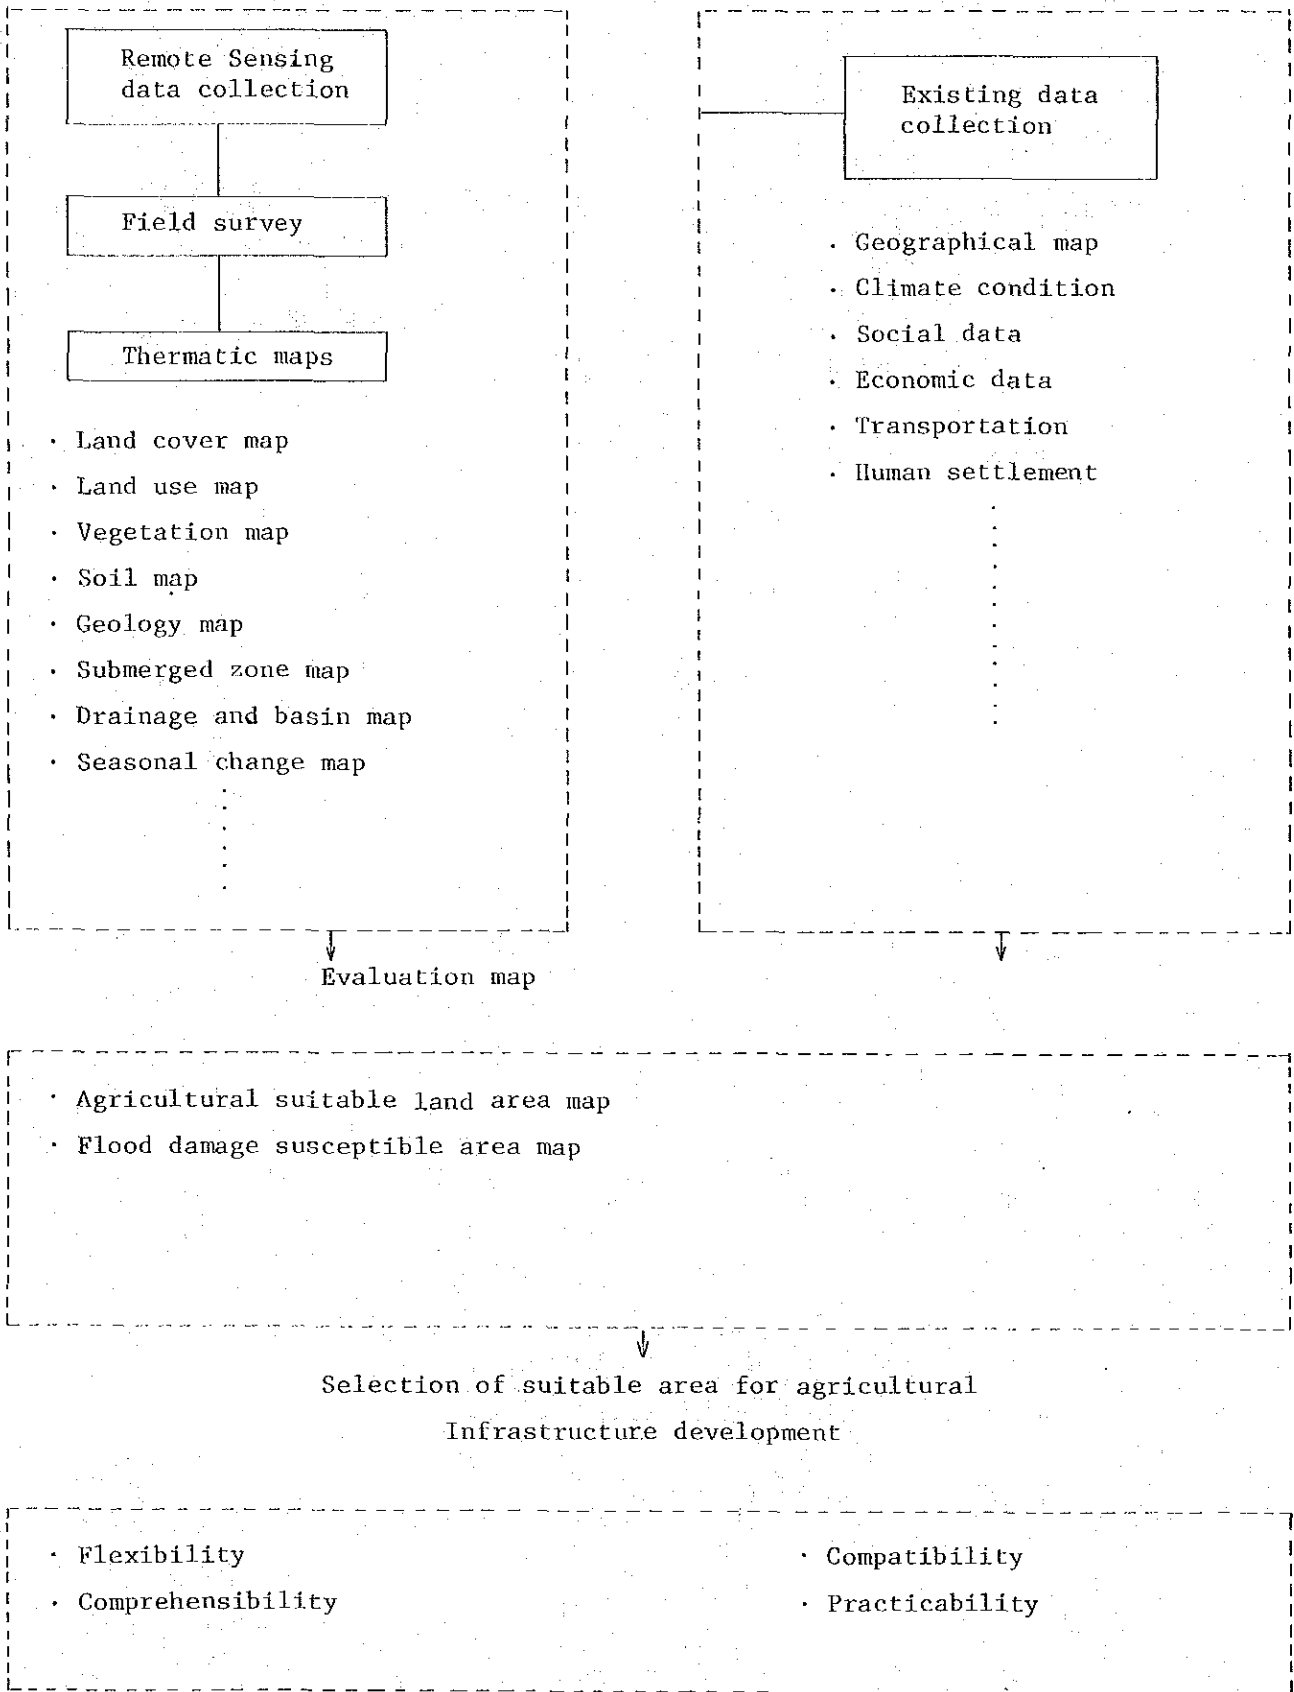 Remote Sensing
data collection
Field survey
Thermatic maps
· Land cover map
· Land use map
· Vegetation map
· Soil map
· Geology map
· Submerged zone map
· Drainage and basin map
· Seasonal change map
Existing data
collection
· Geographical map
· Climate condition
· Social data
· Economic data
· Transportation
· Human settlement
Evaluation map
· Agricultural suitable land area map
· Flood damage susceptible area map
Selection of suitable area for agricultural
Infrastructure development
· Flexibility
· Comprehensibility
· Compatibility
· Practicability